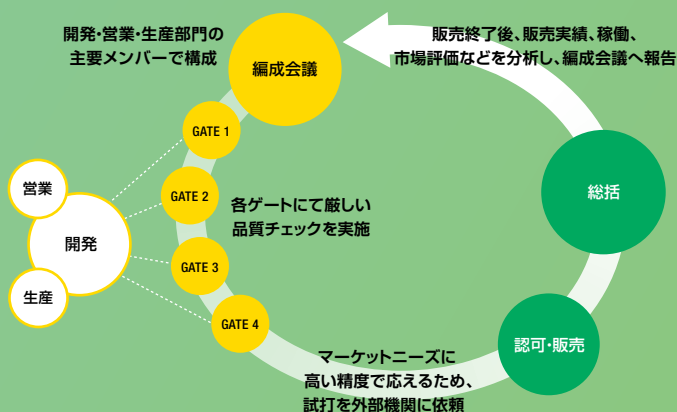 開発・営業・生産部門の
主要メンバーで構成
編成会議
販売終了後、販売実績、稼働、
市場評価などを分析し、編成会議へ報告
GATE 1
営業
GATE 2
各ゲートにて厳しい
品質チェックを実施
開発
総括
GATE 3
生産
GATE 4
認可・販売
マーケットニーズに
高い精度で応えるため、
試打を外部機関に依頼